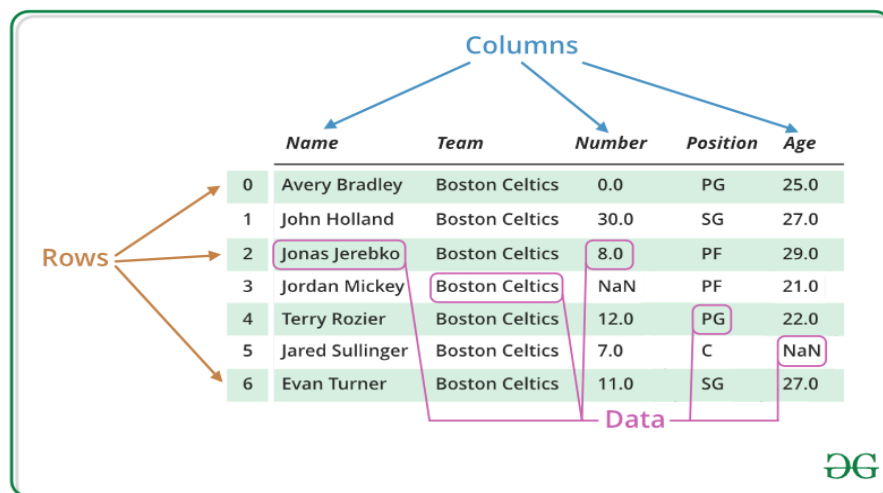 Columns
Name Team Number Position Age
0 Avery Bradley Boston Celtics 0.0 PG 25.0
1 John Holland Boston Celtics 30.0 SG 27.0
Rows
2 Jonas Jerebko Boston Celtics 8.0 PF 29.0
3 Jordan Mickey Boston Celtics NaN PF 21.0
4 Terry Rozier Boston Celtics 12.0 PG 22.0
5 Jared Sullinger Boston Celtics 7.0 C NaN
6 Evan Turner Boston Celtics 11.0 SG 27.0
Data